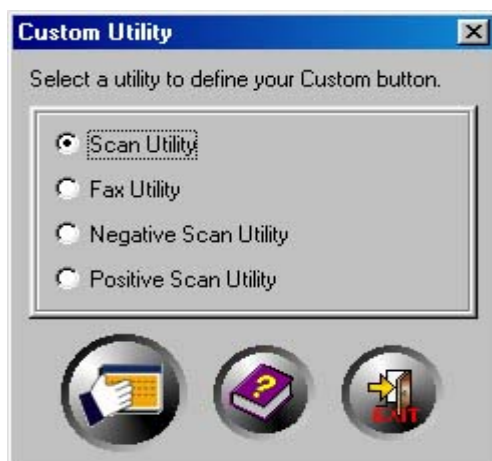 Custom Utility
Select a utility to define your Custom button.
Scan Utility
Fax Utility
Negative Scan Utility
Positive Scan Utility
?
EXIT